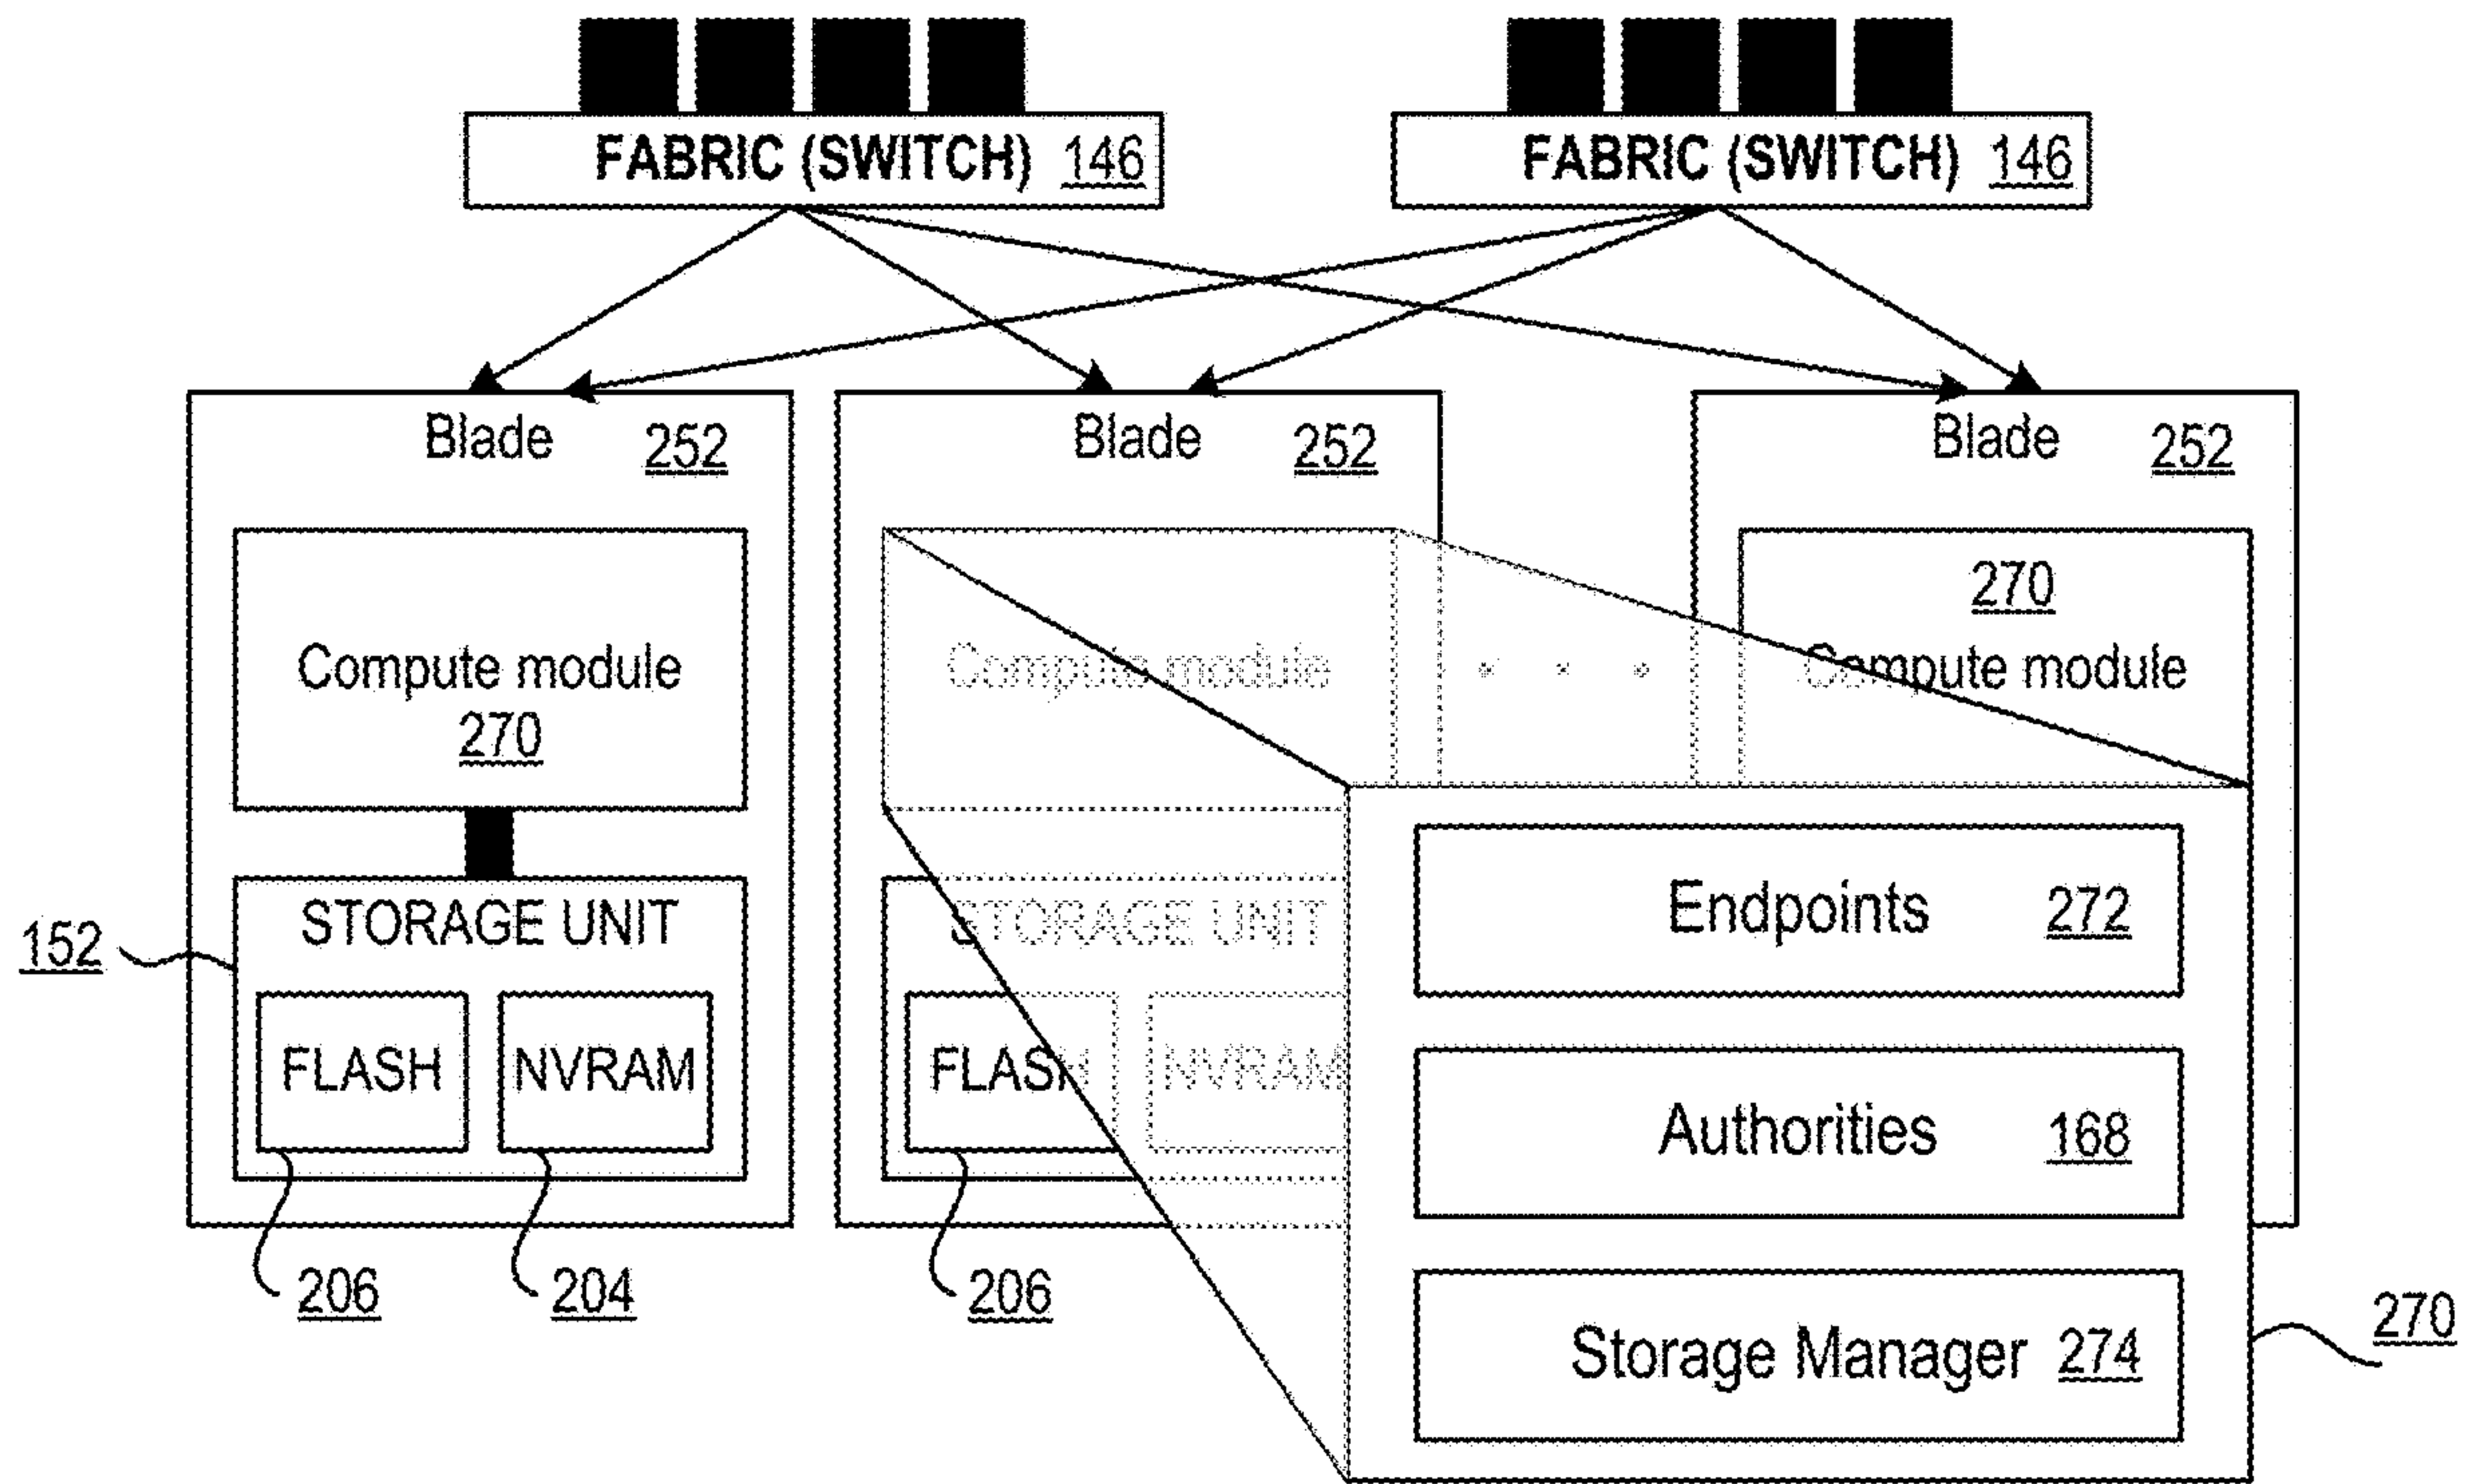 FABRIC (SWITCH) 146
FABRIC (SWITCH) 146
Blade 252
Blade 252
Blade 252
Compute module
270
Compute module
270
Compute module
STORAGE UNIT
152
FLASH
NVRAM
206
204
STORAGE UNIT
FLASH
NVRAM
206
Endpoints 272
Authorities 168
Storage Manager 274
270